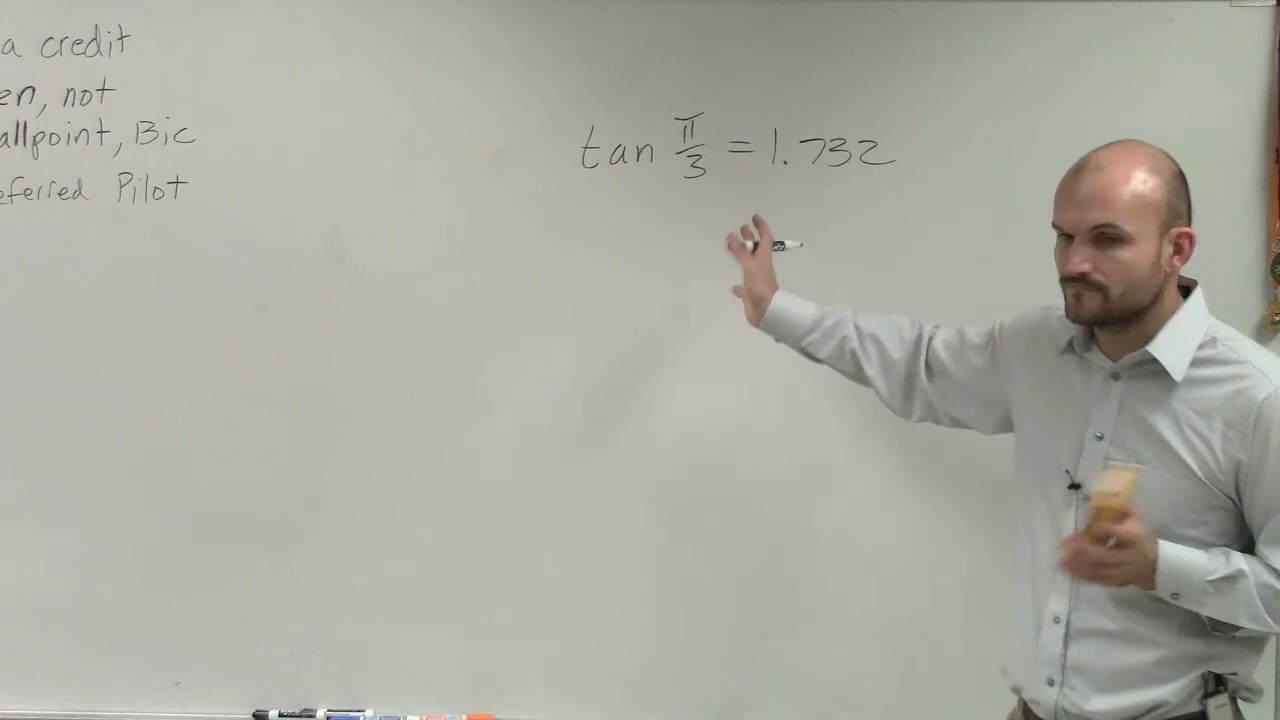 a credit
en, not
allpoint, Bic
eferred Pilot
tan π/3 = 1.732